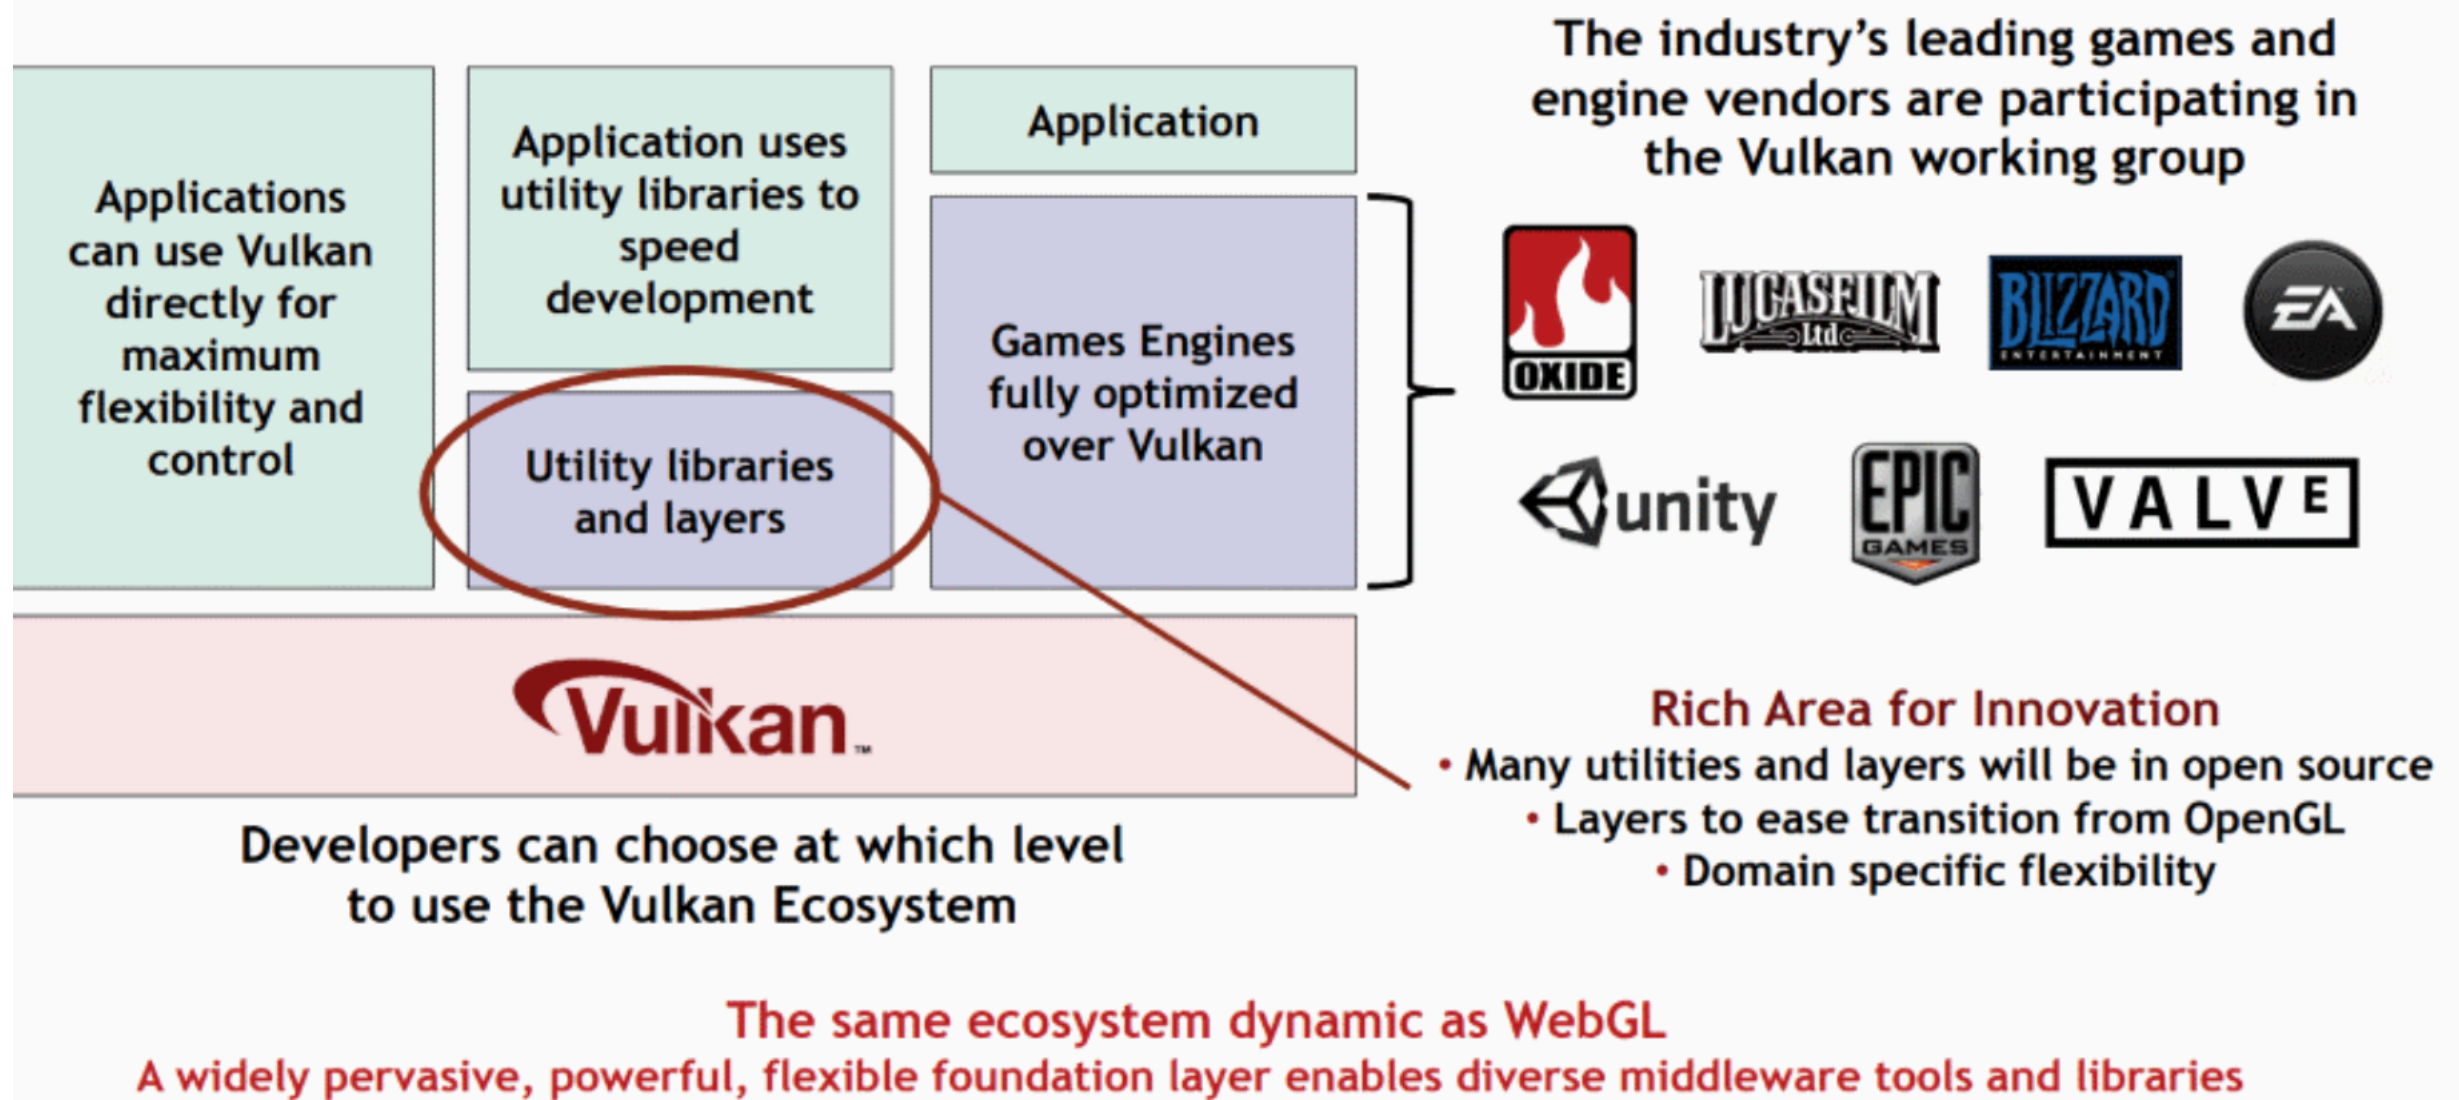 Applications
can use Vulkan
directly for
maximum
flexibility and
control
Application uses
utility libraries to
speed
development
Utility libraries
and layers
Application
Games Engines
fully optimized
over Vulkan
Vulkan™
Developers can choose at which level
to use the Vulkan Ecosystem
The industry’s leading games and
engine vendors are participating in
the Vulkan working group
OXIDE
LUCASFILM
Ltd
BLIZZARD
ENTERTAINMENT
EA
unity
EPIC
GAMES
VALVE
Rich Area for Innovation
• Many utilities and layers will be in open source
• Layers to ease transition from OpenGL
• Domain specific flexibility
The same ecosystem dynamic as WebGL
A widely pervasive, powerful, flexible foundation layer enables diverse middleware tools and libraries